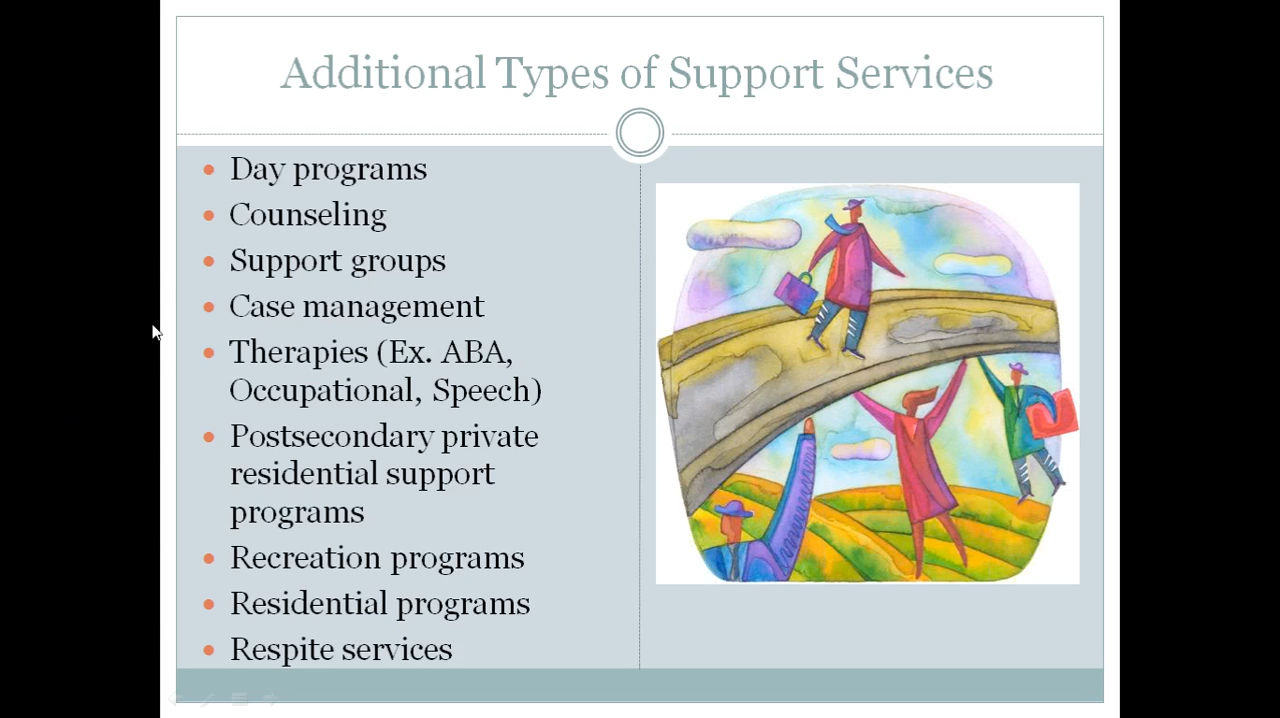 Additional Types of Support Services
Day programs
Counseling
Support groups
Case management
Therapies (Ex. ABA,
Occupational, Speech)
Postsecondary private
residential support
programs
Recreation programs
Residential programs
Respite services